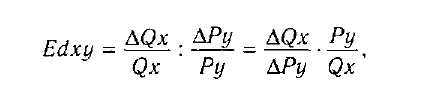 Edxy = ΔQx/Qx : ΔPy/Py = ΔQx/ΔPy · Py/Qx,